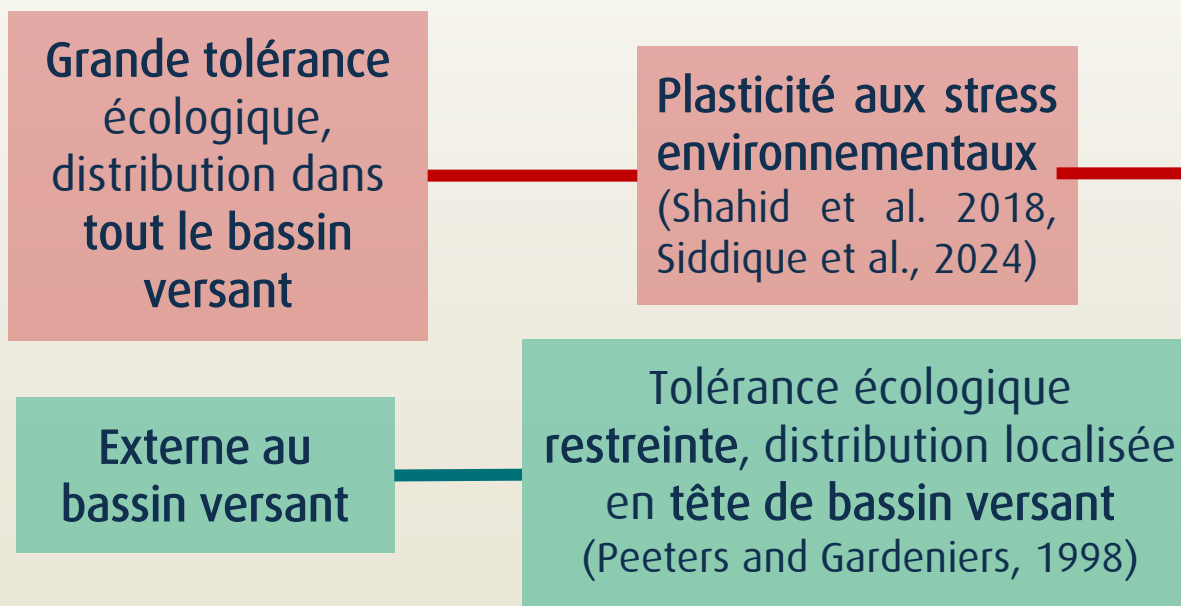 Grande tolérance
écologique,
distribution dans
tout le bassin
versant
Plasticité aux stress
environnementaux
(Shahid et al. 2018,
Siddique et al., 2024)
Externe au
bassin versant
Tolérance écologique
restreinte, distribution localisée
en tête de bassin versant
(Peeters and Gardeniers, 1998)